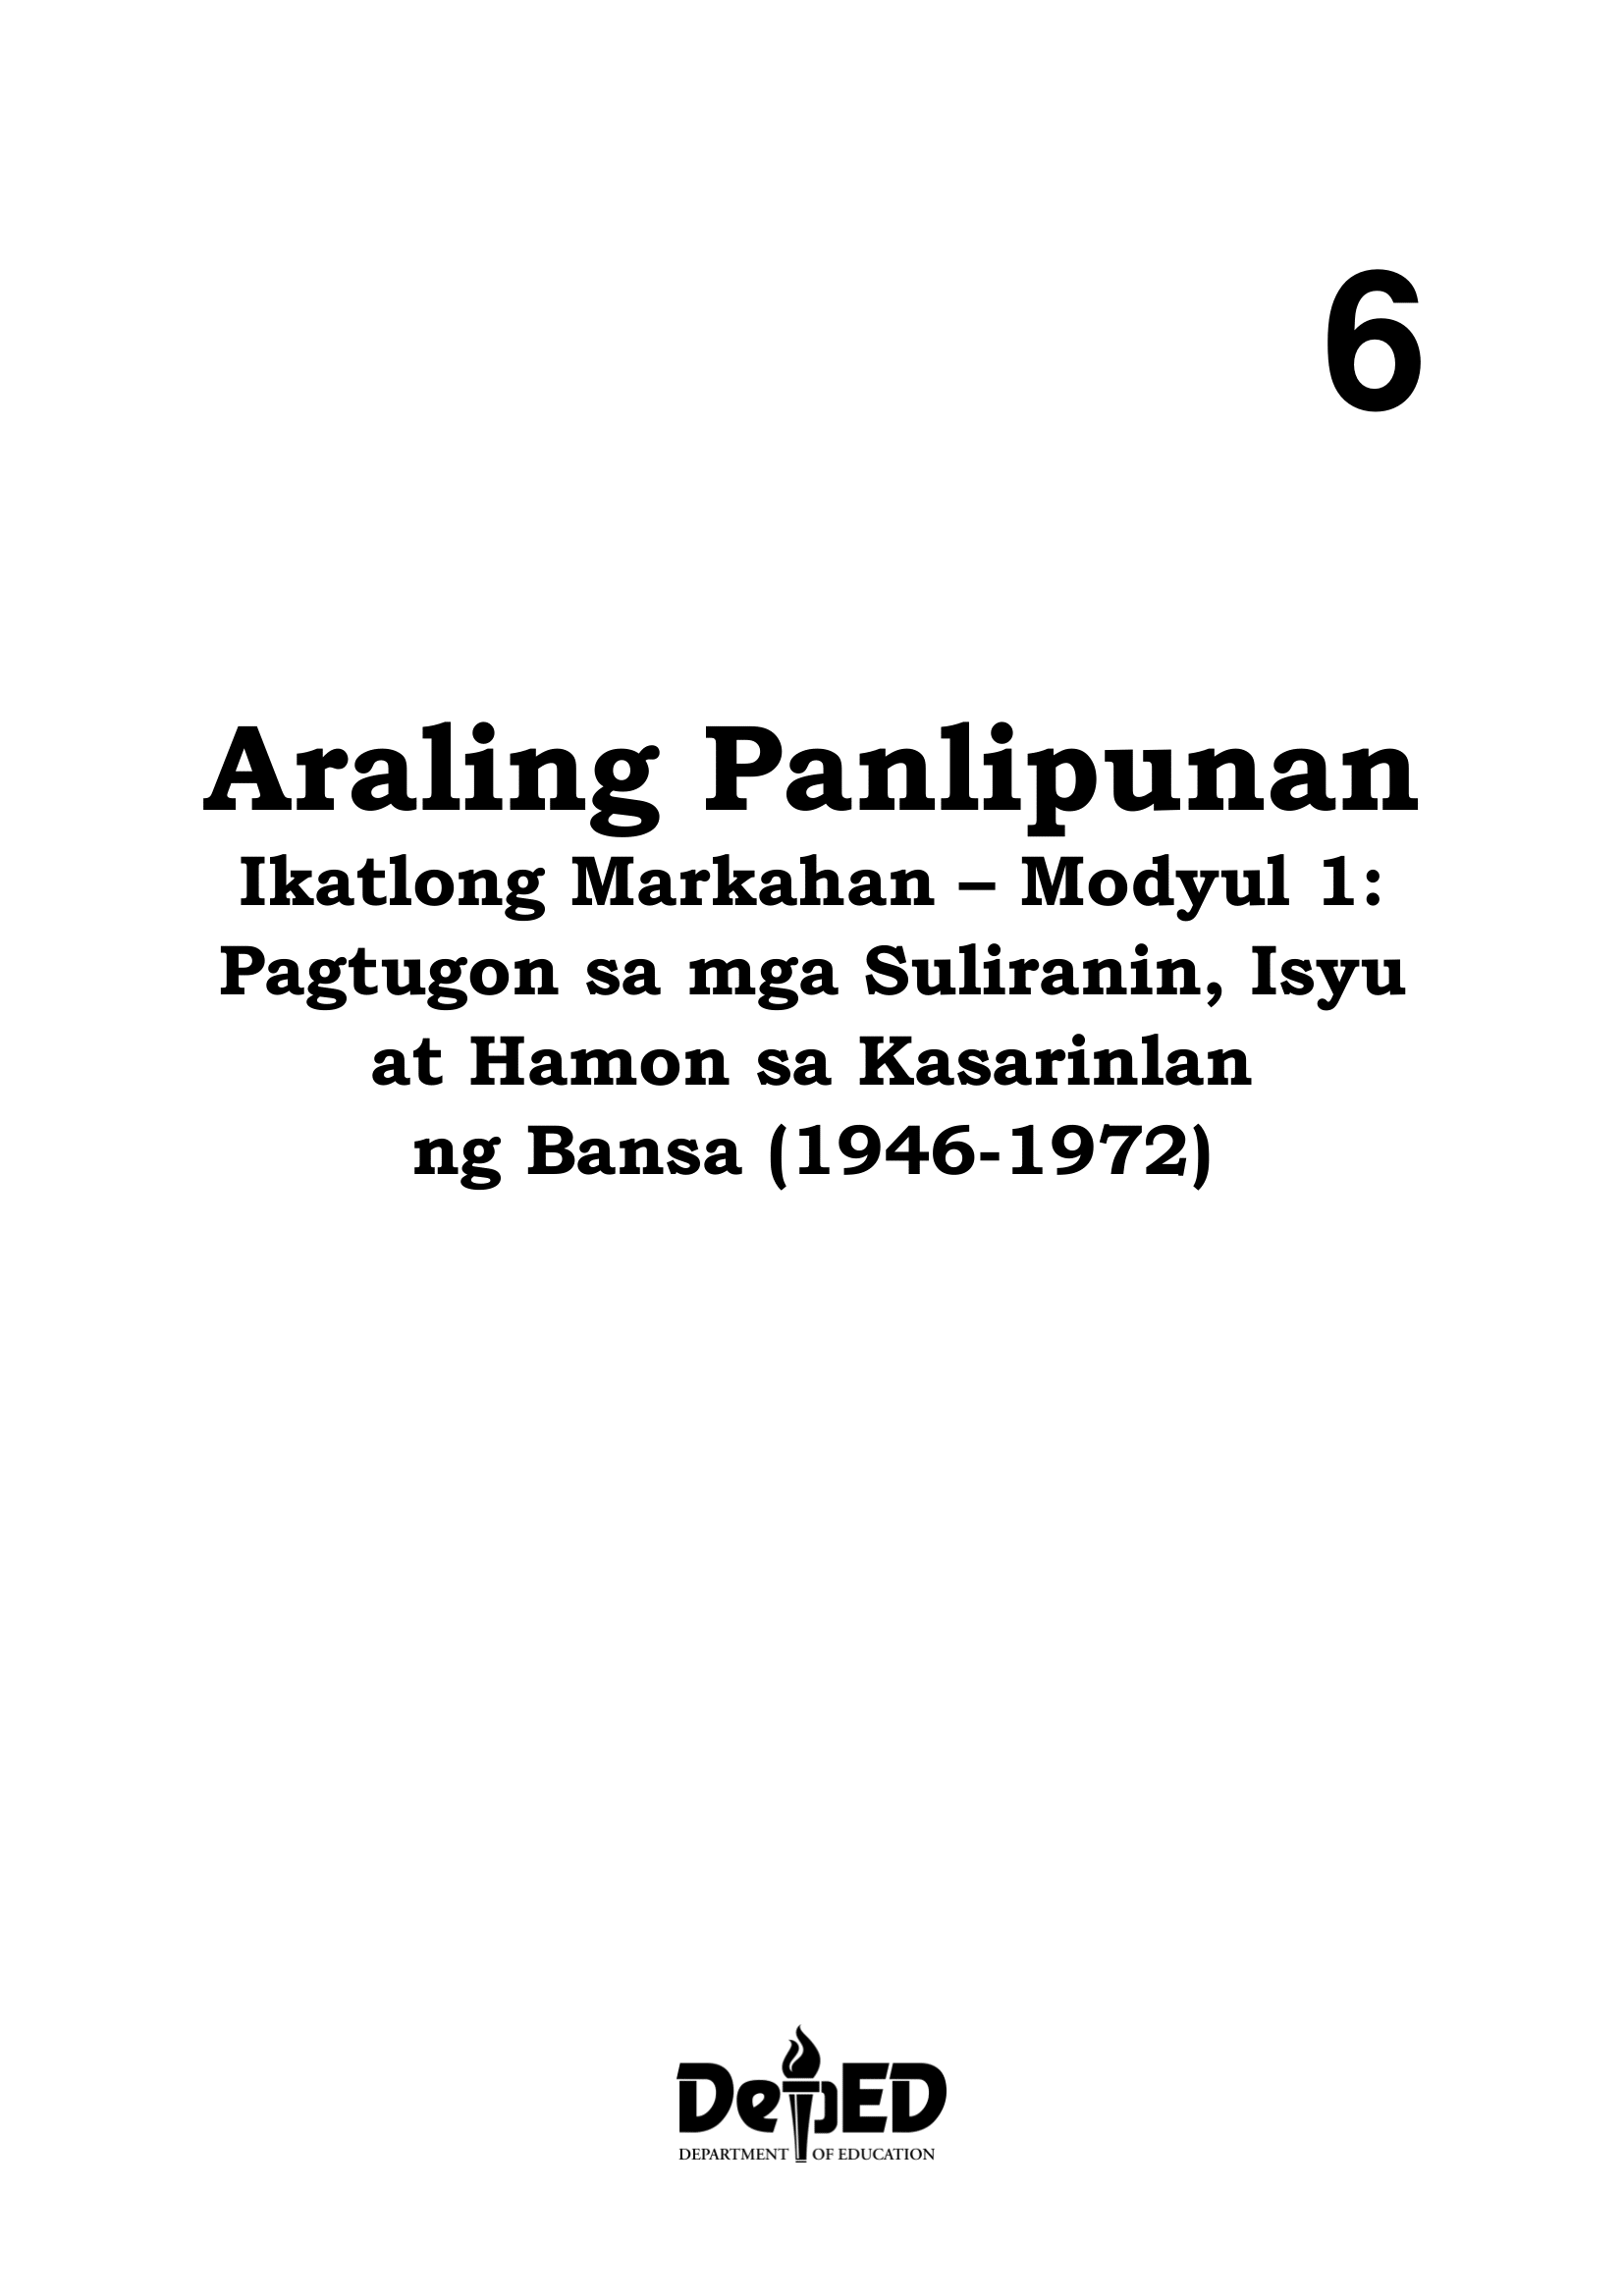 6
Araling Panlipunan
Ikatlong Markahan – Modyul 1:
Pagtugon sa mga Suliranin, Isyu
at Hamon sa Kasarinlan
ng Bansa (1946-1972)
DepED
DEPARTMENT OF EDUCATION